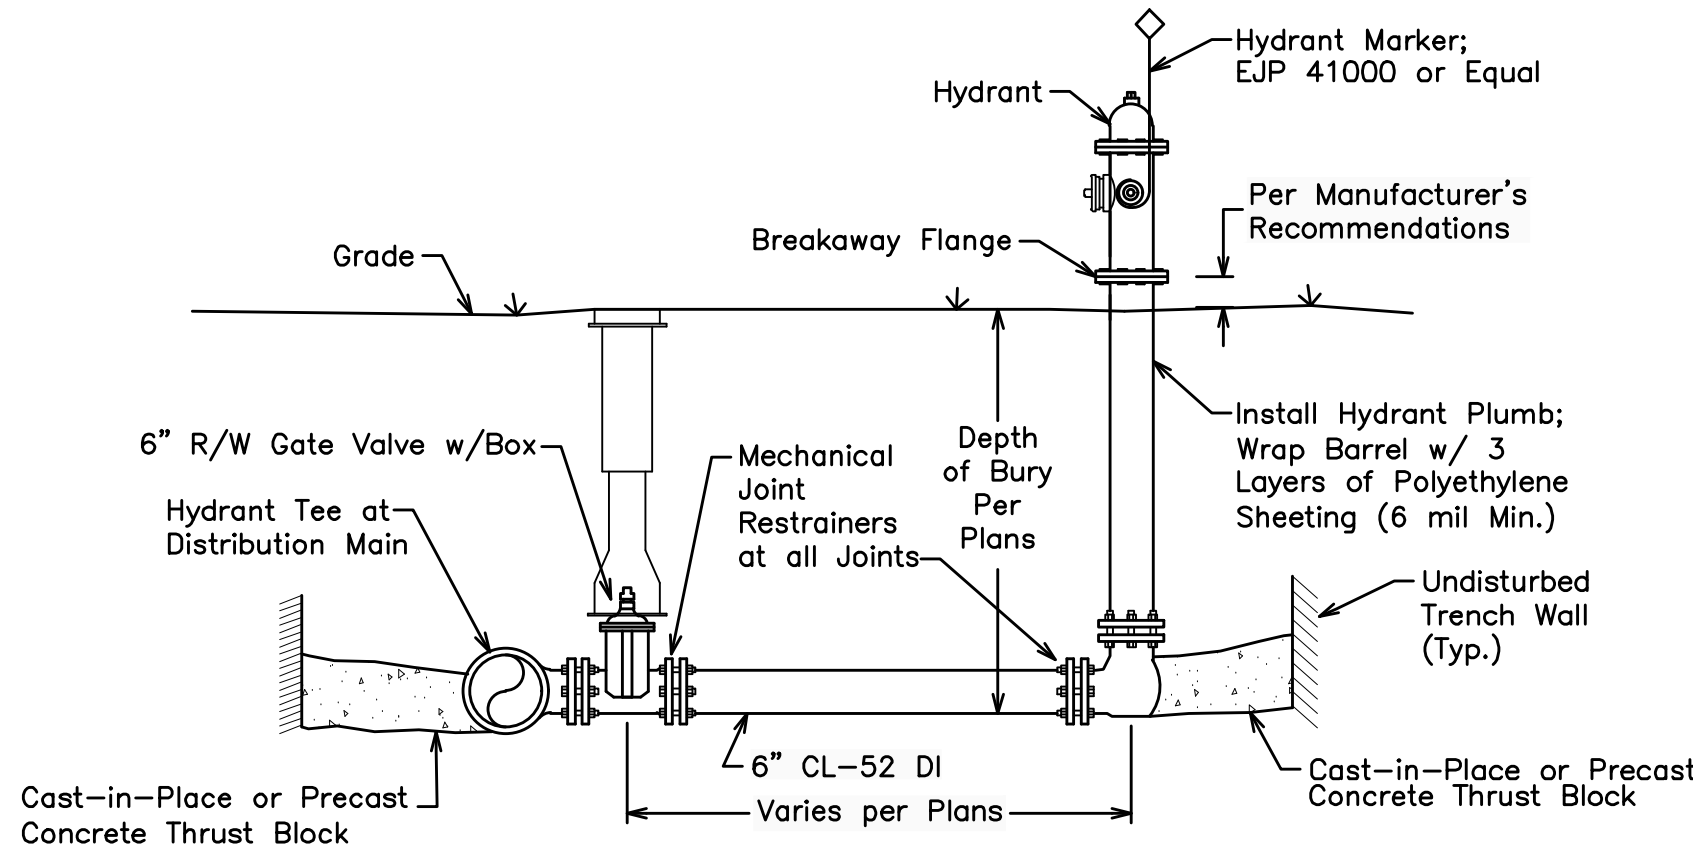 Hydrant Marker;
EJP 41000 or Equal
Hydrant
Per Manufacturer's
Recommendations
Breakaway Flange
Grade
Install Hydrant Plumb;
Wrap Barrel w/ 3
Layers of Polyethylene
Sheeting (6 mil Min.)
6" R/W Gate Valve w/Box
Mechanical
Joint
Restrainers
at all Joints
Depth
of Bury
Per
Plans
Hydrant Tee at
Distribution Main
Undisturbed
Trench Wall
(Typ.)
6" CL-52 DI
Varies per Plans
Cast-in-Place or Precast
Concrete Thrust Block
Cast-in-Place or Precast
Concrete Thrust Block